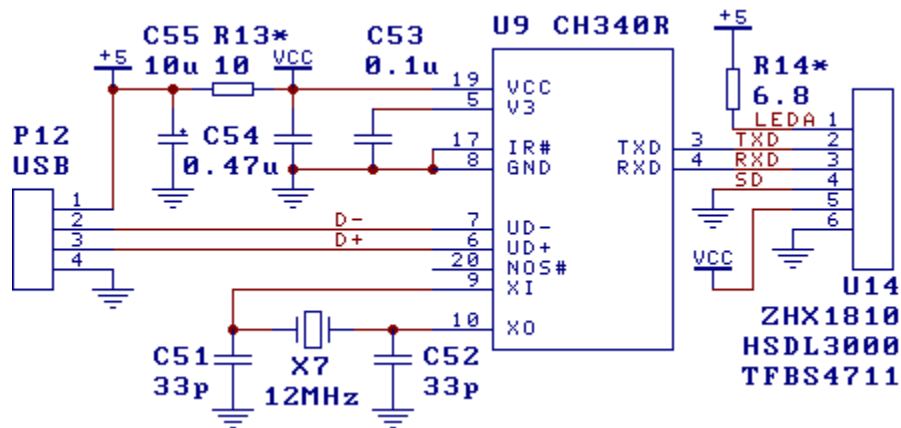 U9 CH340R
+5
C55 R13*
10u 10
VCC
C53
0.1u
+5
R14*
6.8
19 VCC
5 V3
C54
0.47u
17 IR#
8 GND
TXD 3
RXD 4
LEDA 1
TXD 2
RXD 3
SD 4
5
6
P12
USB
1
2
3
4
D-
D+
7 UD-
6 UD+
20 NOS#
9 XI
10 XO
VCC
U14
ZHX1810
HSDL3000
TFBS4711
C51
33p
X7
12MHz
C52
33p